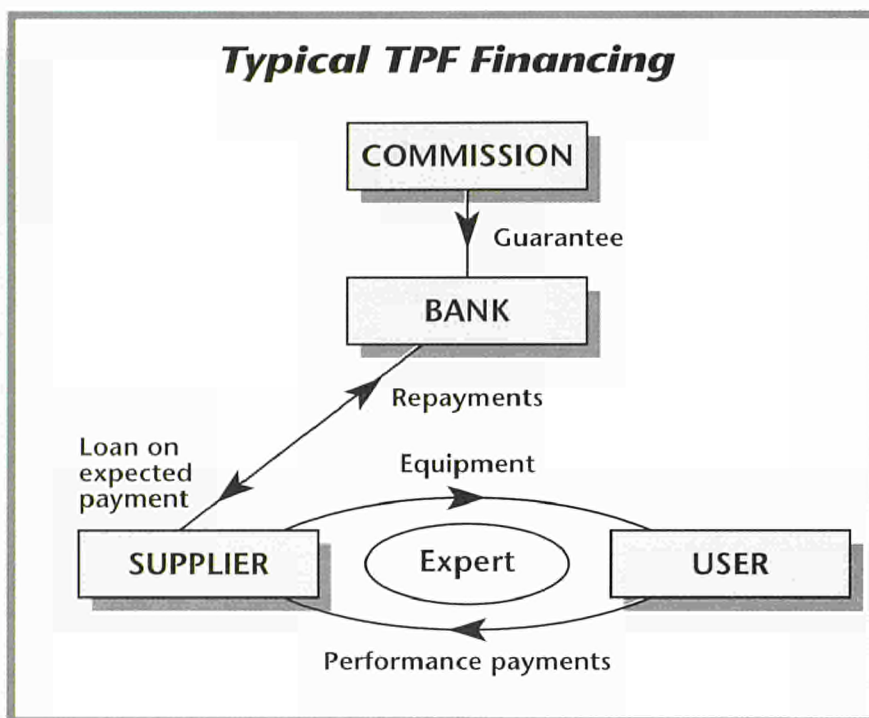 Typical TPF Financing
COMMISSION
Guarantee
BANK
Repayments
Loan on
expected
payment
Equipment
SUPPLIER
Expert
USER
Performance payments